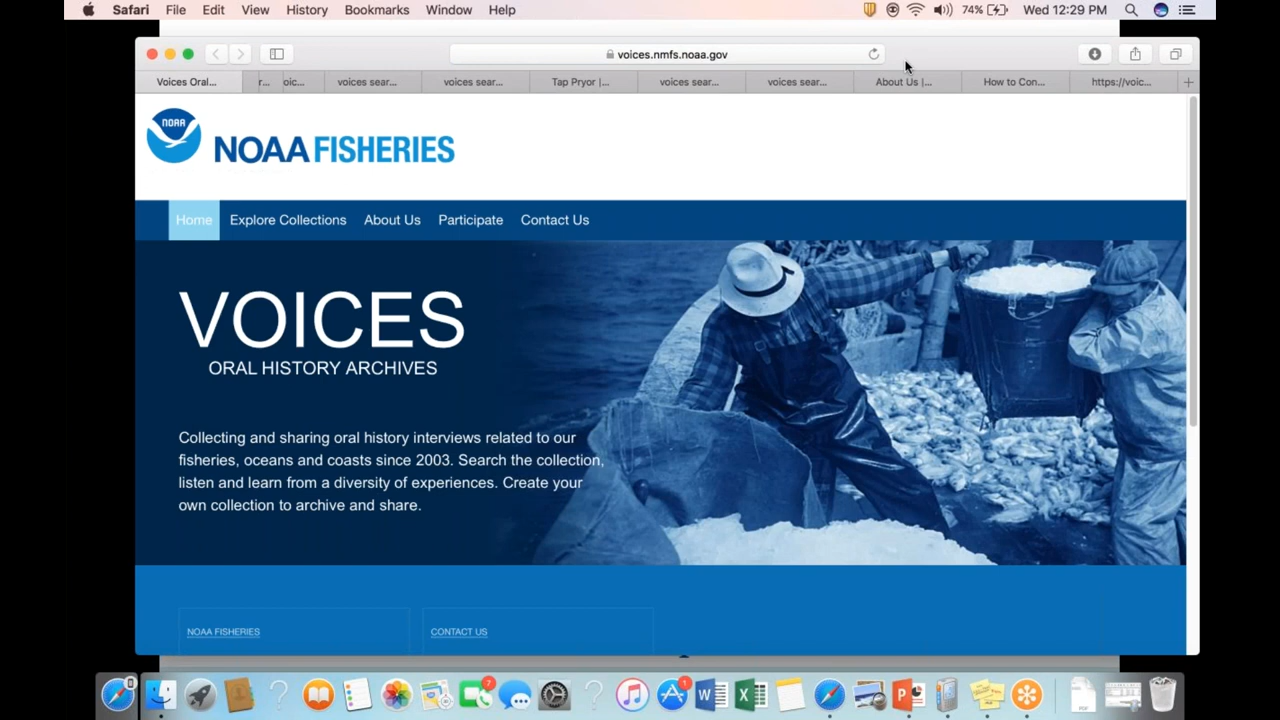 Safari File Edit View History Bookmarks Window Help 74% Wed 12:29 PM
voices.nmfs.noaa.gov
Voices Oral... r... oic... voices sear... voices sear... Tap Pryor |... voices sear... voices sear... About Us |... How to Con... https://voic...
NOAA
NOAA FISHERIES
Home Explore Collections About Us Participate Contact Us
VOICES
ORAL HISTORY ARCHIVES
Collecting and sharing oral history interviews related to our
fisheries, oceans and coasts since 2003. Search the collection,
listen and learn from a diversity of experiences. Create your
own collection to archive and share.
NOAA FISHERIES CONTACT US
7 1